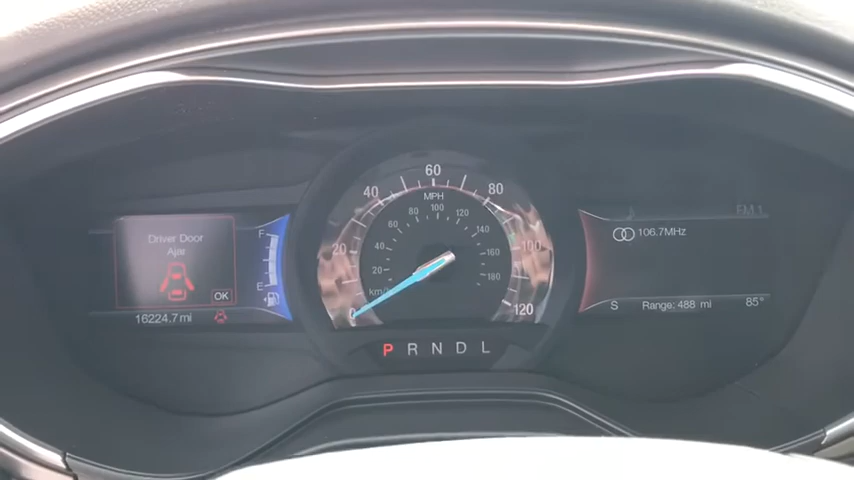 Driver Door
Ajar
OK
16224.7 mi
F
E
0
20
40
60
80
100
120
MPH
km/h
20
40
60
80
100
120
140
160
180
P R N D L
FM 1
106.7MHz
S
Range: 488 mi
85°